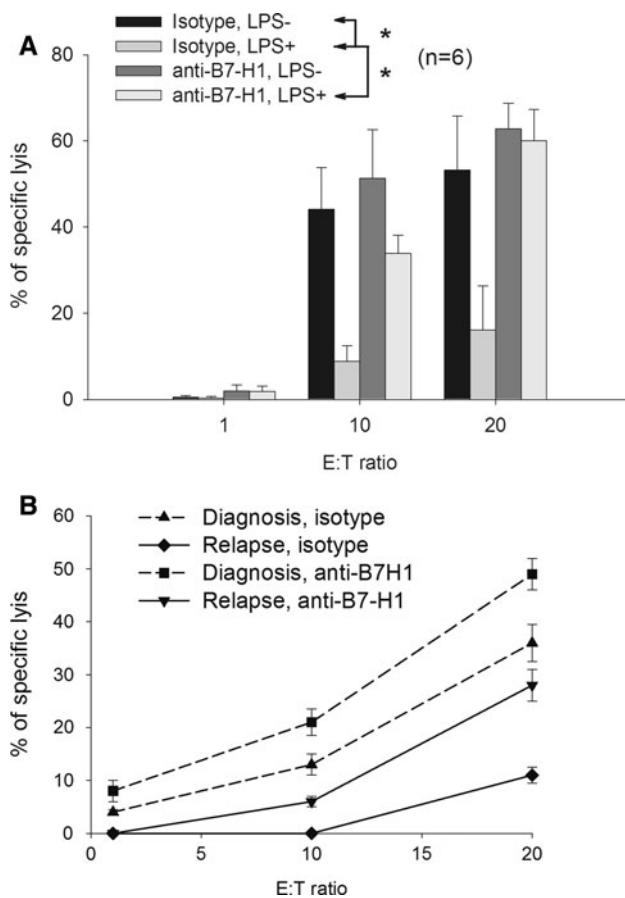 A
Isotype, LPS-
Isotype, LPS+
anti-B7-H1, LPS-
anti-B7-H1, LPS+
*
*
(n=6)
% of specific lyis
80
60
40
20
0
1 10 20
E:T ratio
B
Diagnosis, isotype
Relapse, isotype
Diagnosis, anti-B7H1
Relapse, anti-B7-H1
% of specific lyis
60
50
40
30
20
10
0
0 5 10 15 20
E:T ratio